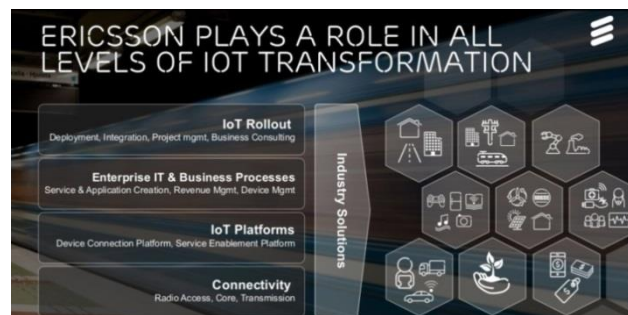 ERICSSON PLAYS A ROLE IN ALL
LEVELS OF IOT TRANSFORMATION
IoT Rollout
Deployment, Integration, Project mgmt, Business Consulting
Enterprise IT & Business Processes
Service & Application Creation, Revenue Mgmt, Device Mgmt
IoT Platforms
Device Connection Platform, Service Enablement Platform
Connectivity
Radio Access, Core, Transmission
Industry Solutions